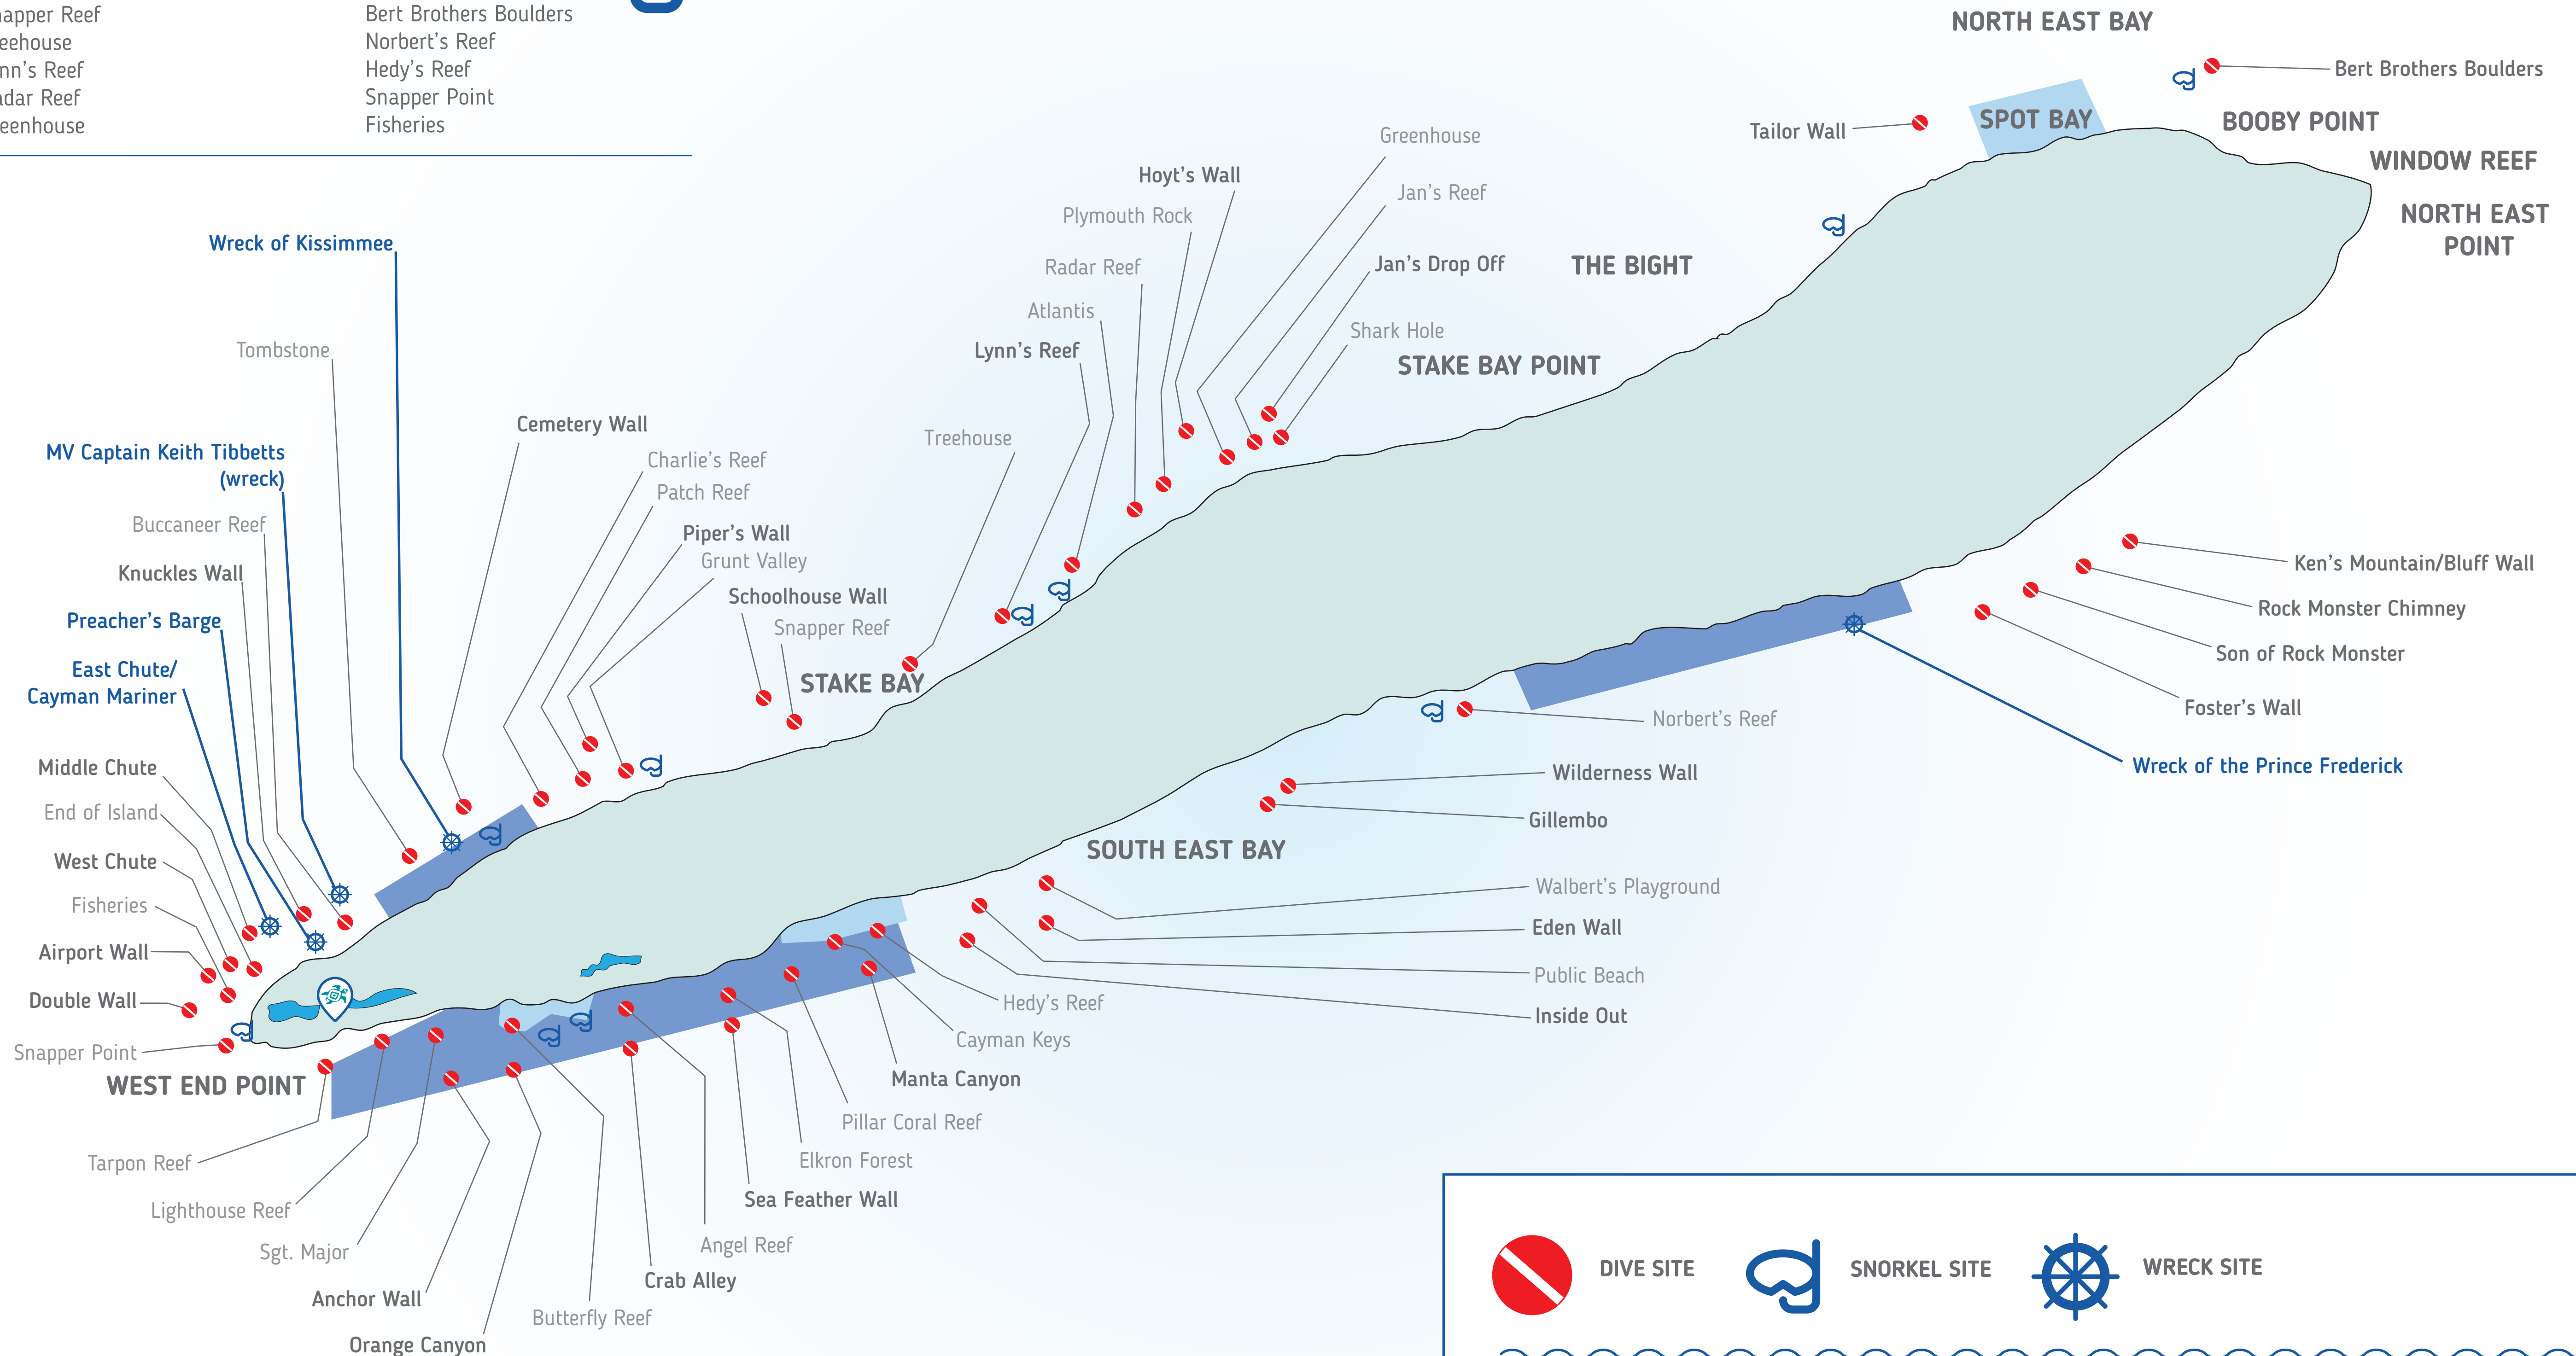 Bert Brothers Boulders
Norbert's Reef
eehouse
Hedy's Reef
Snapper Point
Fisheries
NORTH EAST BAY
Bert Brothers Boulders
SPOT BAY
Tailor Wall
BOOBY POINT
WINDOW REEF
NORTH EAST
POINT
Greenhouse
Hoyt's Wall
Jan's Reef
Plymouth Rock
Jan's Drop Off
THE BIGHT
Radar Reef
Atlantis
Shark Hole
Lynn's Reef
STAKE BAY POINT
Treehouse
Wreck of Kissimmee
Tombstone
Cemetery Wall
MV Captain Keith Tibbetts
(wreck)
Charlie's Reef
Patch Reef
Buccaneer Reef
Piper's Wall
Grunt Valley
Knuckles Wall
Schoolhouse Wall
Preacher's Barge
Snapper Reef
East Chute/
Cayman Mariner
STAKE BAY
Middle Chute
End of Island
West Chute
Fisheries
Airport Wall
Double Wall
Snapper Point
WEST END POINT
Ken's Mountain/Bluff Wall
Rock Monster Chimney
Son of Rock Monster
Foster's Wall
Norbert's Reef
Wreck of the Prince Frederick
Wilderness Wall
Gillembo
SOUTH EAST BAY
Walbert's Playground
Eden Wall
Public Beach
Inside Out
Hedy's Reef
Cayman Keys
Manta Canyon
Pillar Coral Reef
Elkron Forest
Sea Feather Wall
Angel Reef
Crab Alley
Butterfly Reef
Tarpon Reef
Lighthouse Reef
Sgt. Major
Anchor Wall
Orange Canyon
DIVE SITE
SNORKEL SITE
WRECK SITE